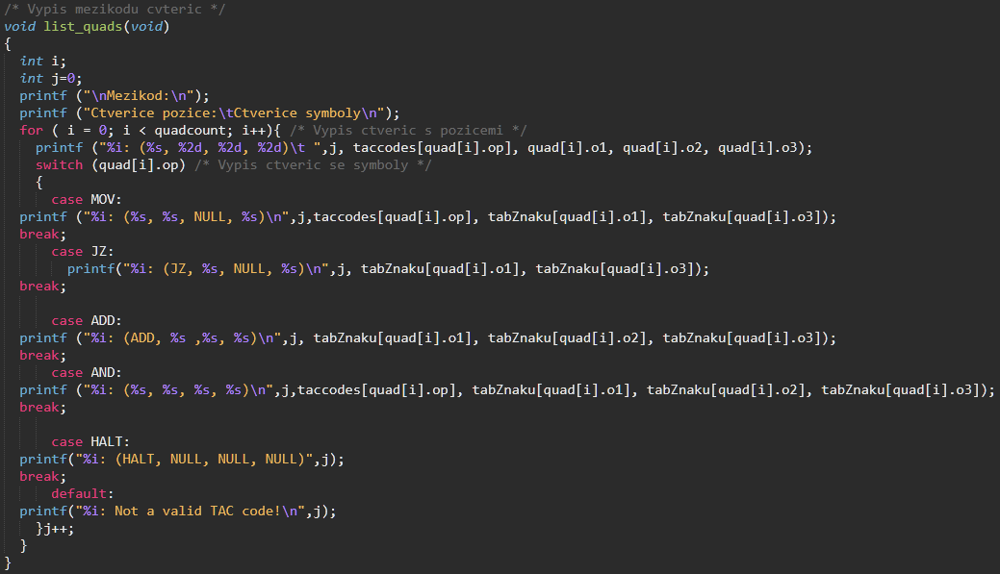 /* Vypis mezikodu cvteric */
void list_quads(void)
{
  int i;
  int j=0;
  printf ("\nMezikod:\n");
  printf ("Ctverice pozice:\tCtverice symboly\n");
  for ( i = 0; i < quadcount; i++){ /* Vypis ctveric s pozicemi */
    printf ("%i: (%s, %2d, %2d, %2d)\t ",j, taccodes[quad[i].op], quad[i].o1, quad[i].o2, quad[i].o3);
    switch (quad[i].op) /* Vypis ctveric se symboly */
    {
      case MOV:
  printf ("%i: (%s, %s, NULL, %s)\n",j,taccodes[quad[i].op], tabZnaku[quad[i].o1], tabZnaku[quad[i].o3]);
  break;
      case JZ:
        printf("%i: (JZ, %s, NULL, %s)\n",j, tabZnaku[quad[i].o1], tabZnaku[quad[i].o3]);
  break;

      case ADD:
  printf ("%i: (ADD, %s ,%s, %s)\n",j, tabZnaku[quad[i].o1], tabZnaku[quad[i].o2], tabZnaku[quad[i].o3]);
  break;
      case AND:
  printf ("%i: (%s, %s, %s, %s)\n",j,taccodes[quad[i].op], tabZnaku[quad[i].o1], tabZnaku[quad[i].o2], tabZnaku[quad[i].o3]);
  break;

      case HALT:
  printf("%i: (HALT, NULL, NULL, NULL)",j);
  break;
      default:
  printf("%i: Not a valid TAC code!\n",j);
    }j++;
  }
}